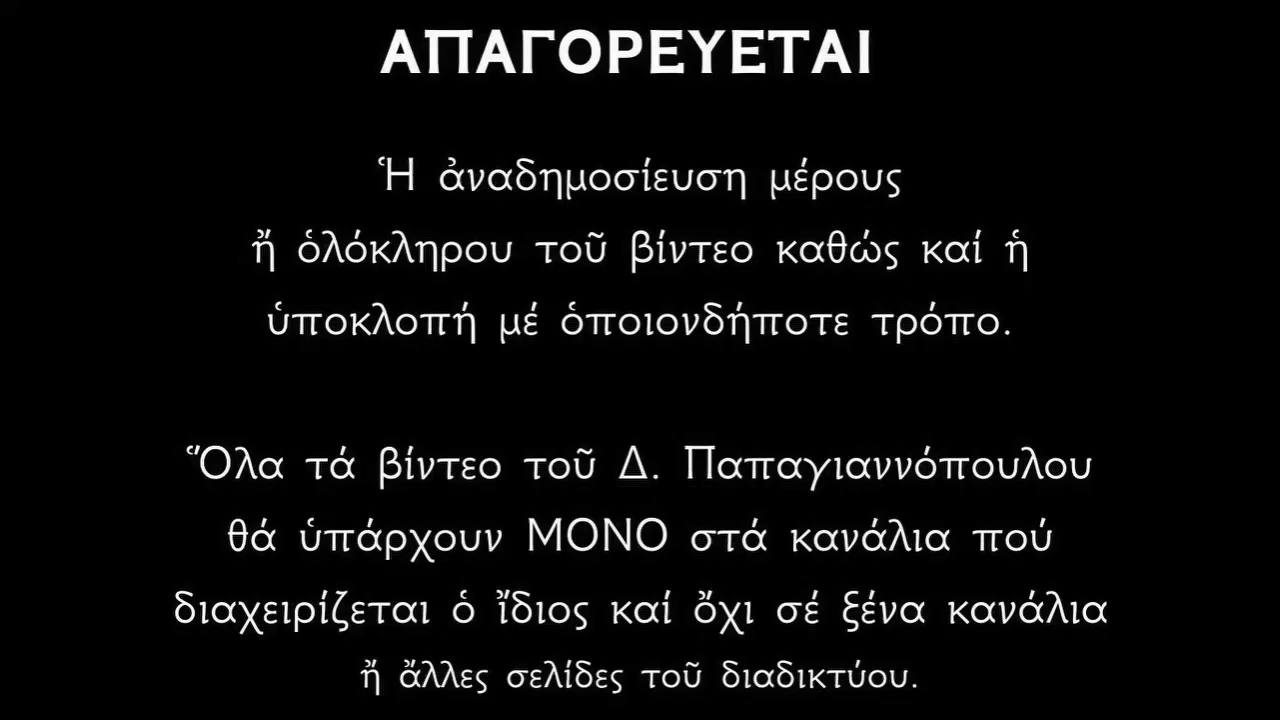 ΑΠΑΓΟΡΕΥΕΤΑΙ
Ἡ ἀναδημοσίευση μέρους
ἤ ὁλόκληρου τοῦ βίντεο καθώς καί ἡ
ὑποκλοπή μέ ὁποιονδήποτε τρόπο.
Ὅλα τά βίντεο τοῦ Δ. Παπαγιαννόπουλου
θά ὑπάρχουν ΜΟΝΟ στά κανάλια πού
διαχειρίζεται ὁ ἴδιος καί ὄχι σέ ξένα κανάλια
ἤ ἄλλες σελίδες τοῦ διαδικτύου.